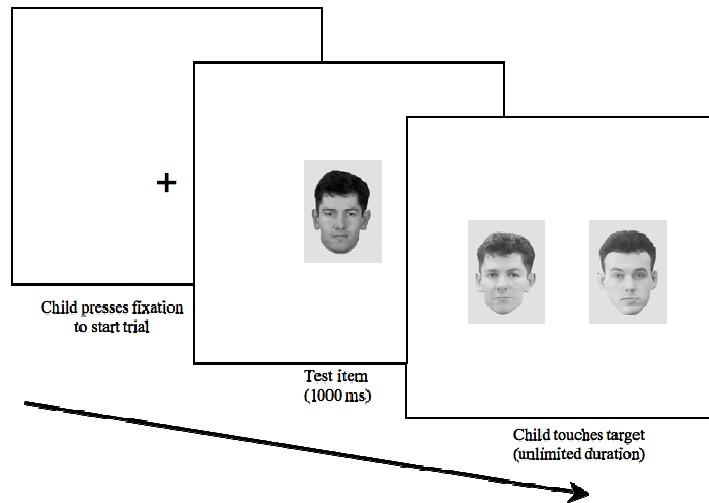 Child presses fixation
to start trial
Test item
(1000 ms)
Child touches target
(unlimited duration)